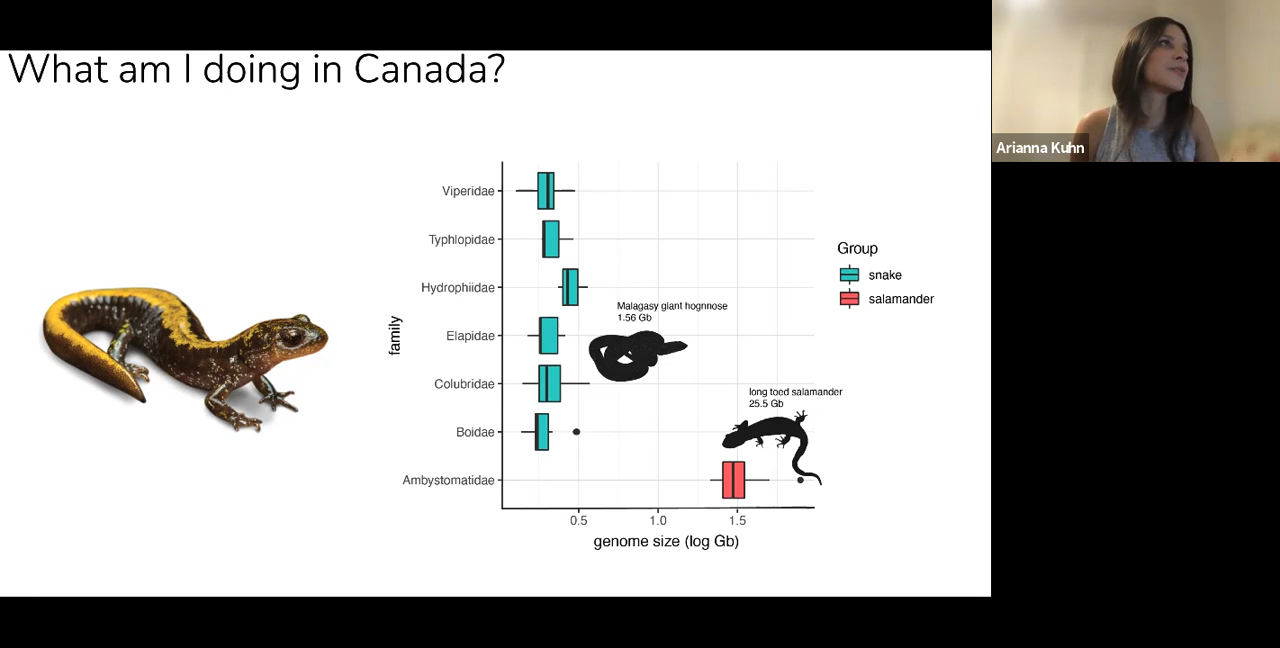 What am I doing in Canada?
Arianna Kuhn
family
Viperidae
Typhlopidae
Hydrophiidae
Elapidae
Colubridae
Boidae
Ambystomatidae
Malagasy giant hognnose
1.56 Gb
long toed salamander
25.5 Gb
Group
snake
salamander
0.5 1.0 1.5
genome size (log Gb)